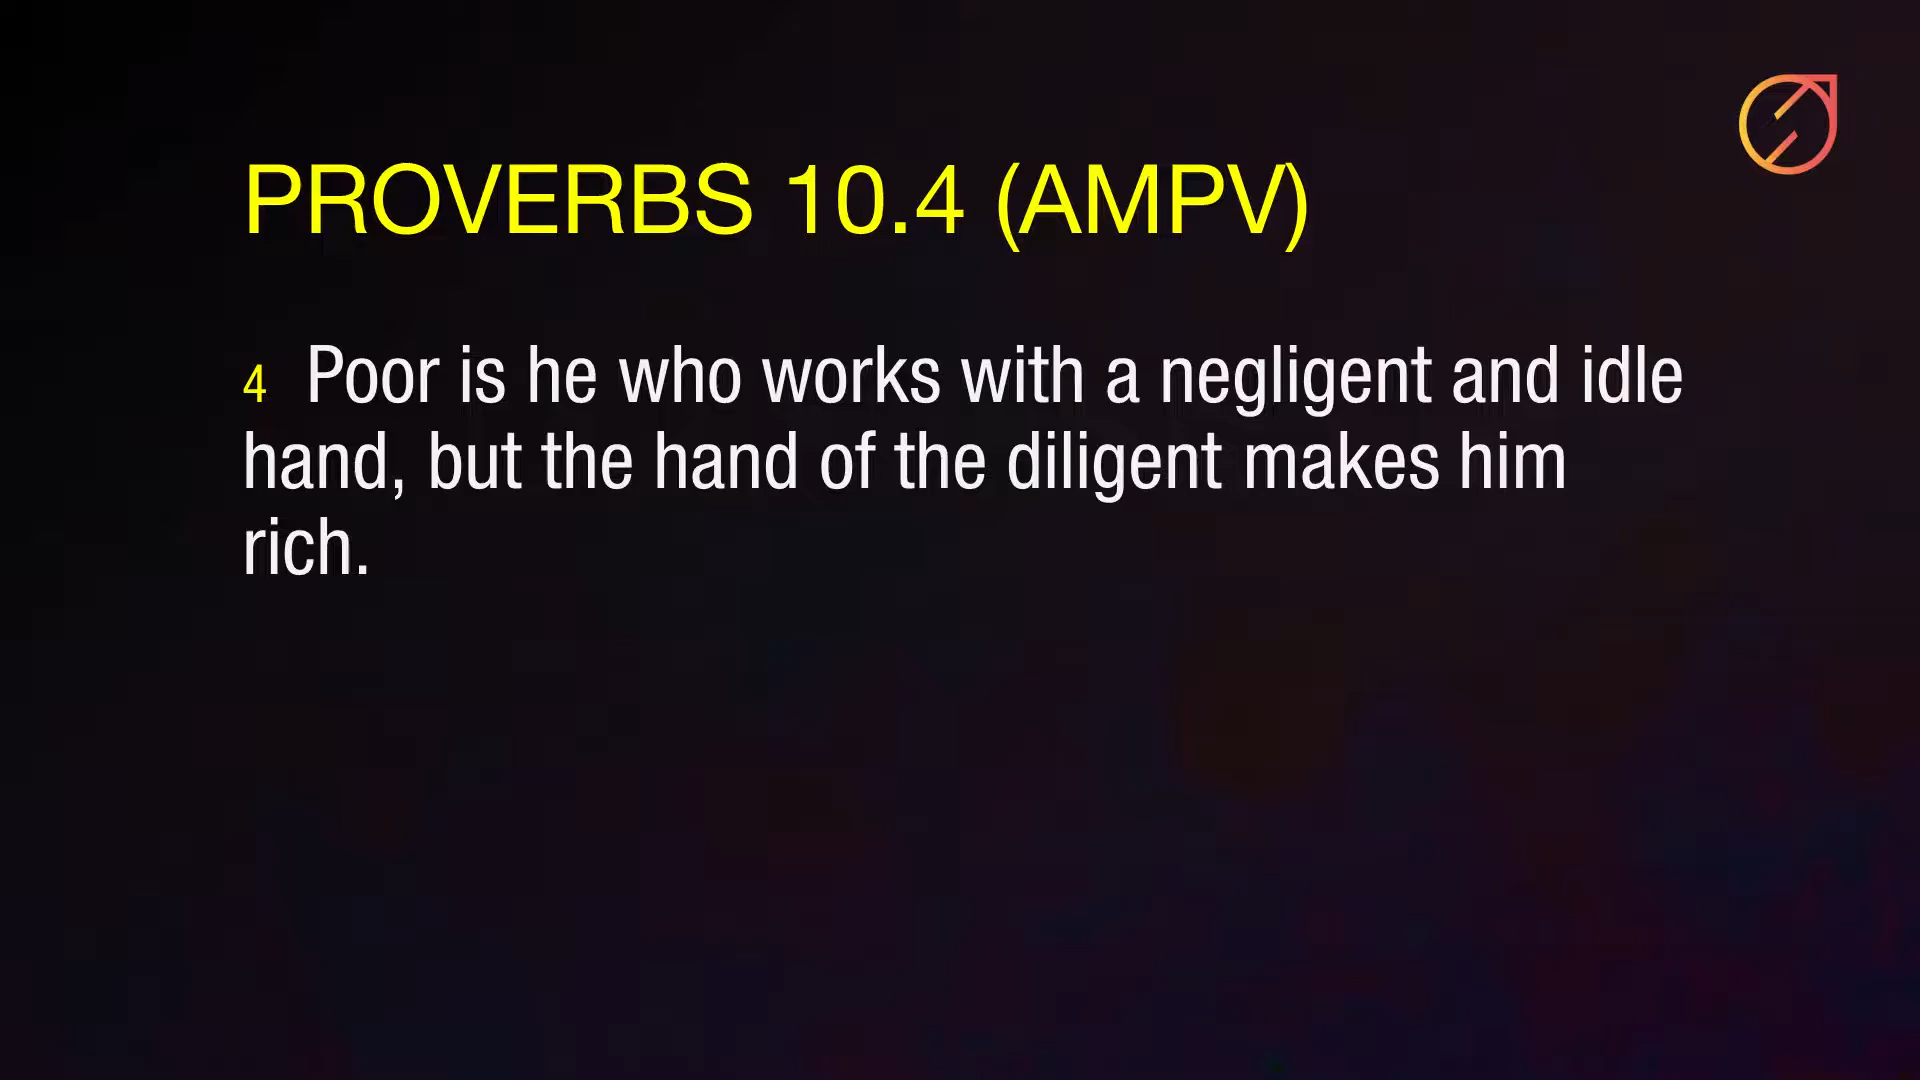 PROVERBS 10.4 (AMPV)
4 Poor is he who works with a negligent and idle
hand, but the hand of the diligent makes him
rich.